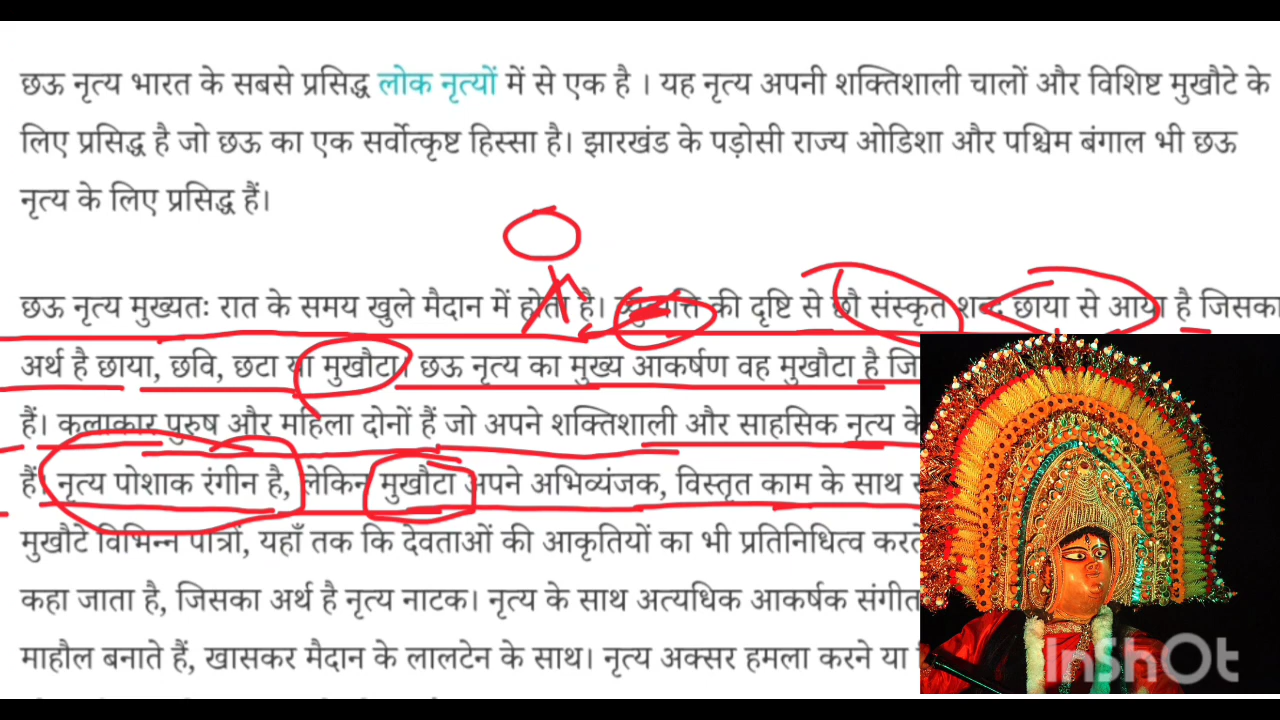 छऊ नृत्य भारत के सबसे प्रसिद्ध लोक नृत्यों में से एक है । यह नृत्य अपनी शक्तिशाली चालों और विशिष्ट मुखौटे के
लिए प्रसिद्ध है जो छऊ का एक सर्वोत्कृष्ट हिस्सा है। झारखंड के पड़ोसी राज्य ओडिशा और पश्चिम बंगाल भी छऊ
नृत्य के लिए प्रसिद्ध हैं।
छऊ नृत्य मुख्यतः रात के समय खुले मैदान में होता है। की दृष्टि से छौ संस्कृत शब्द छाया से आया है जिसका
अर्थ है छाया, छवि, छटा या मुखौटा। छऊ नृत्य का मुख्य आकर्षण वह मुखौटा है
हैं। कलाकार पुरुष और महिला दोनों हैं जो अपने शक्तिशाली और साहसिक नृत्य के
हैं। नृत्य पोशाक रंगीन है, लेकिन मुखौटा अपने अभिव्यंजक, विस्तृत काम के साथ
मुखौटे विभिन्न पात्रों, यहाँ तक कि देवताओं की आकृतियों का भी प्रतिनिधित्व करते
कहा जाता है, जिसका अर्थ है नृत्य नाटक। नृत्य के साथ अत्यधिक आकर्षक संगीत
माहौल बनाते हैं, खासकर मैदान के लालटेन के साथ। नृत्य अक्सर हमला करने या
InShOt